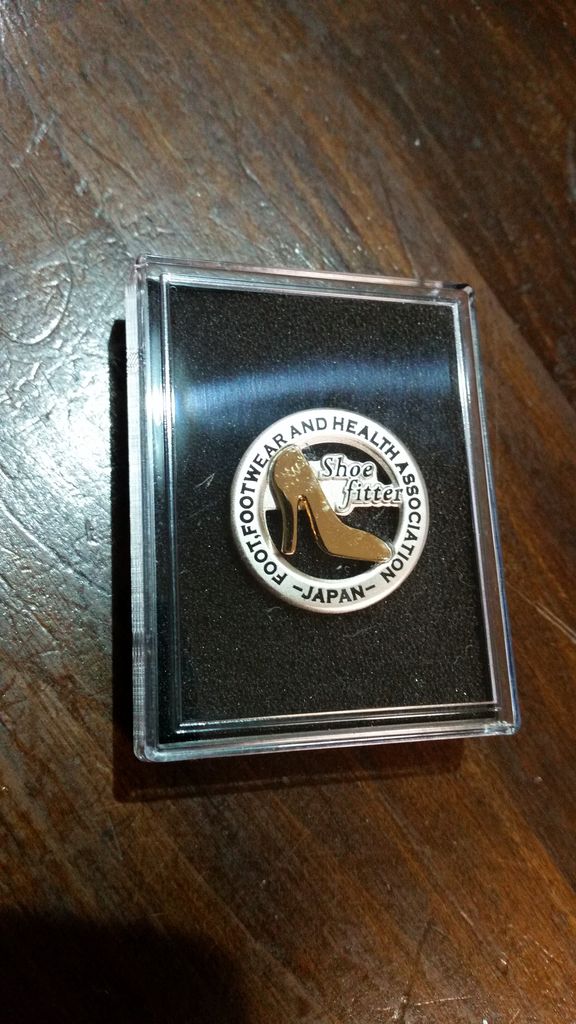 FOOT, FOOTWEAR AND HEALTH ASSOCIATION
Shoe
fitter
-JAPAN-